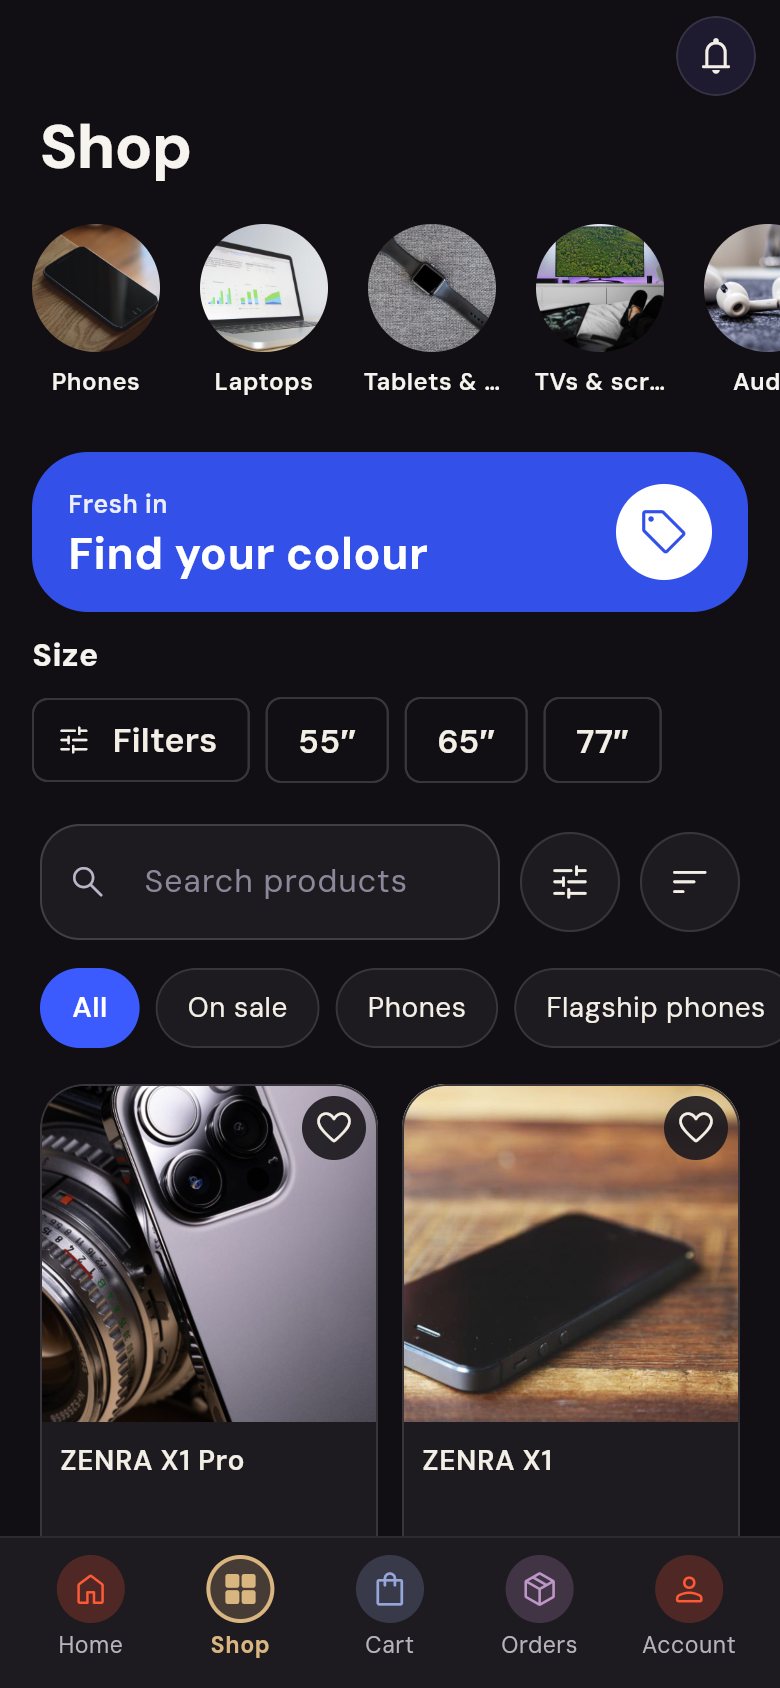 Shop
Phones
Laptops
Tablets & ...
TVs & scr...
Aud
Fresh in
Find your colour
Size
Filters
55″
65″
77″
Search products
All
On sale
Phones
Flagship phones
ZENRA X1 Pro
ZENRA X1
Home
Shop
Cart
Orders
Account